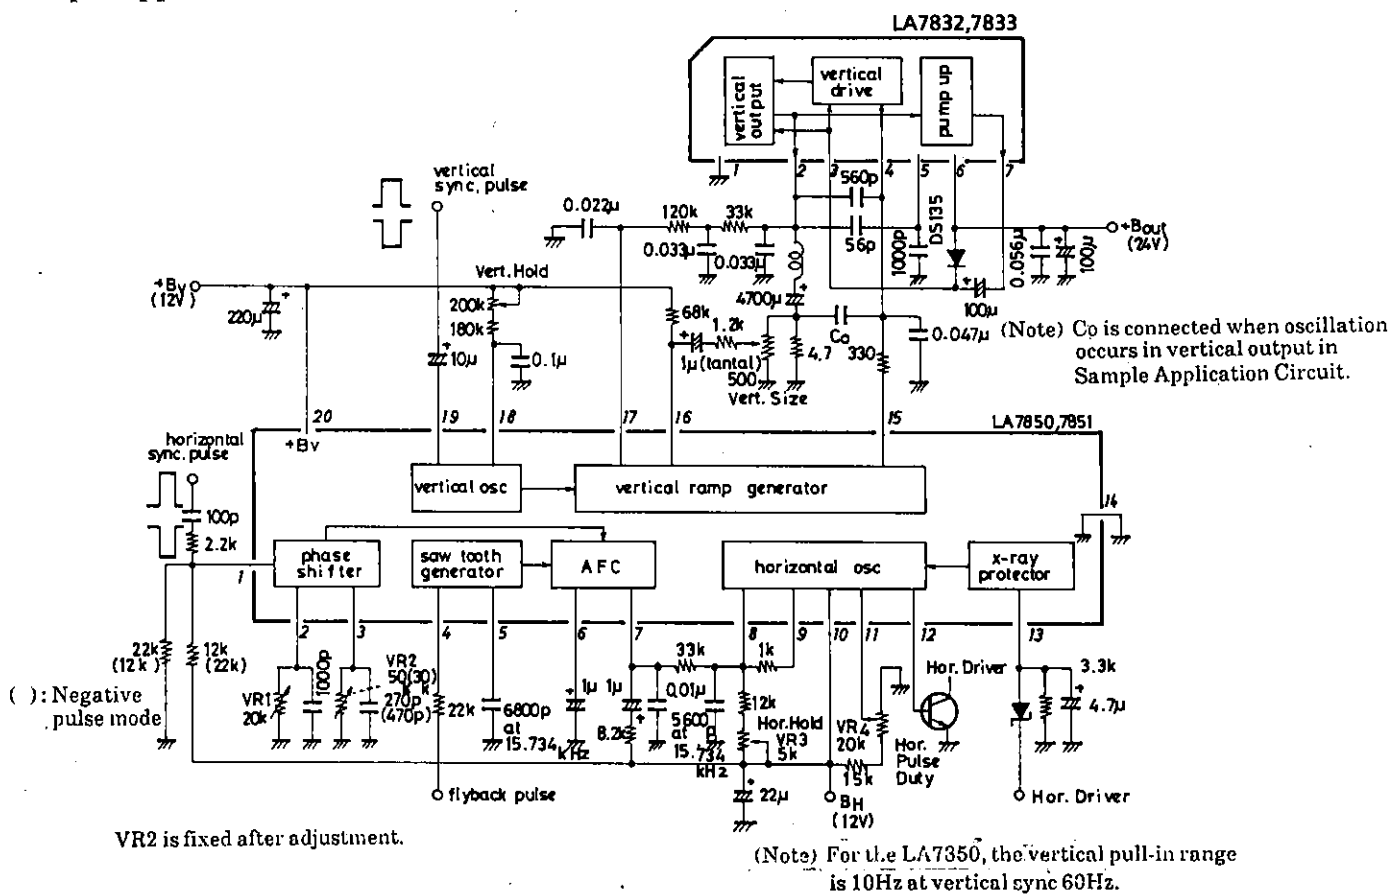 LA7832,7833
vertical output
vertical drive
pump up
1 2 3 4 5 6 7
vertical
sync. pulse
560p
0.022μ
120k
33k
56p
1000p
DS135
+Bout
(24V)
0.033μ
0.033μ
0.056μ
100μ
Vert.Hold
+Bv
(12V)
220μ
200k
180k
10μ
0.1μ
68k
1.2k
1μ(tantal)
4700μ
100μ
Ca
500
4.7
330
0.047μ
Vert. Size
(Note) Co is connected when oscillation
occurs in vertical output in
Sample Application Circuit.
20 19 18 17 16 15
LA7850,7851
+Bv
horizontal
sync. pulse
100p
2.2k
vertical osc
vertical ramp generator
14
phase
shifter
saw tooth
generator
AFC
horizontal osc
x-ray
protector
1
2 3 4 5 6 7 8 9 10 11 12 13
22k
(12k)
12k
(22k)
( ): Negative
pulse mode
VR1
20k
1000p
VR2
50(30)
k k
270p
(470p)
22k
6800p
at
15.734
kHz
1μ
1μ
8.2k
33k
0.01μ
5600
p
at
15.734
kHz
1k
12k
Hor.Hold
VR3
5k
VR4
20k
15k
Hor. Driver
Hor.
Pulse
Duty
3.3k
4.7μ
flyback pulse
22μ
BH
(12V)
Hor. Driver
VR2 is fixed after adjustment.
(Note) For the LA7350, the vertical pull-in range
is 10Hz at vertical sync 60Hz.